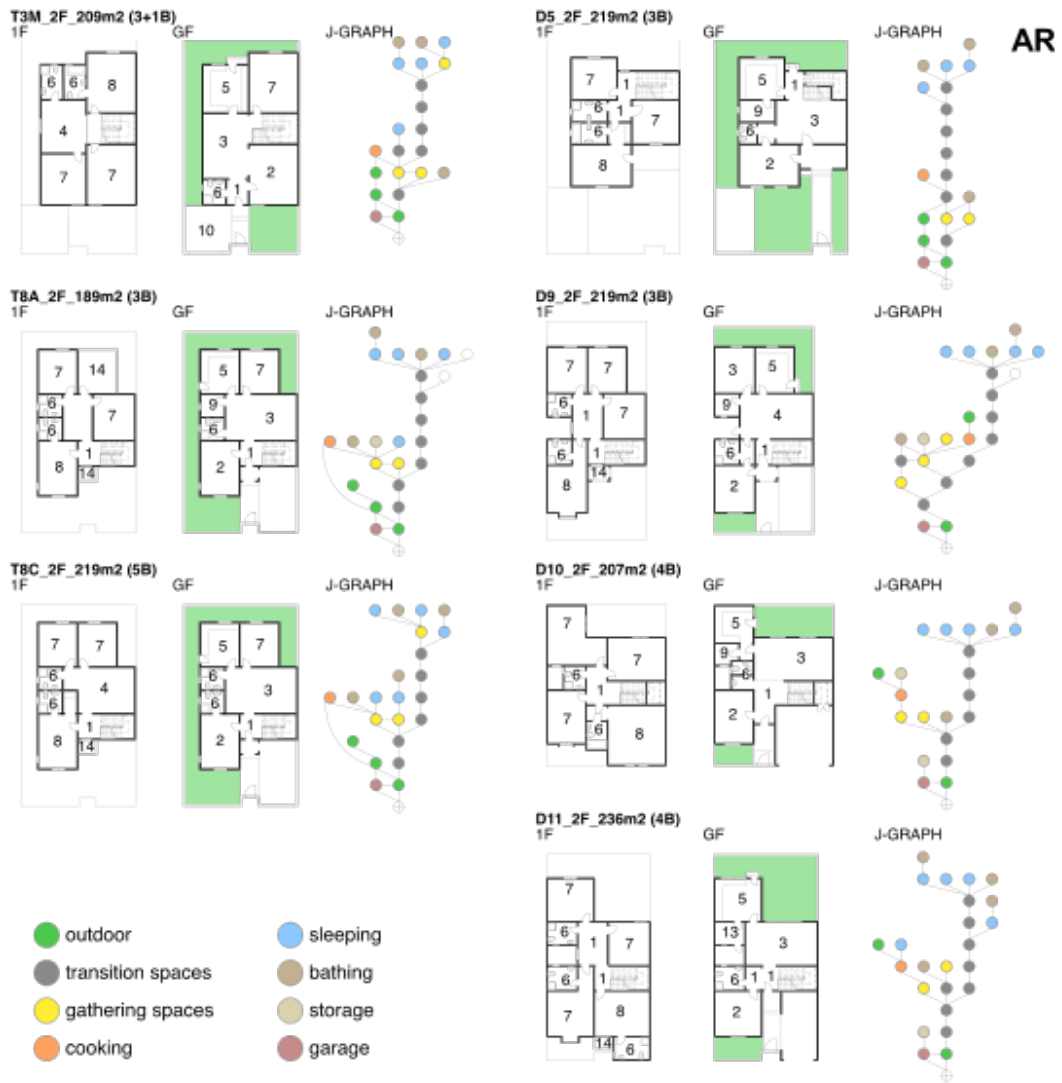 T3M_2F_209m2 (3+1B)
1F
GF
J-GRAPH
6
6
8
4
7
7
5
7
3
2
6
1
10
D5_2F_219m2 (3B)
1F
GF
J-GRAPH
AR
7
1
6
1
6
7
8
5
1
9
3
6
2
T8A_2F_189m2 (3B)
1F
GF
J-GRAPH
7
14
6
7
6
1
8
14
5
7
9
3
6
2
1
D9_2F_219m2 (3B)
1F
GF
J-GRAPH
7
7
6
1
7
6
14
8
3
5
9
4
6
1
2
T8C_2F_219m2 (5B)
1F
GF
J-GRAPH
7
7
6
4
6
1
8
14
5
7
6
3
6
2
1
D10_2F_207m2 (4B)
1F
GF
J-GRAPH
7
7
6
1
7
6
8
5
9
3
6
1
2
D11_2F_236m2 (4B)
1F
GF
J-GRAPH
7
6
1
7
6
1
7
8
14
6
5
13
3
6
1
1
2
outdoor
transition spaces
gathering spaces
cooking
sleeping
bathing
storage
garage